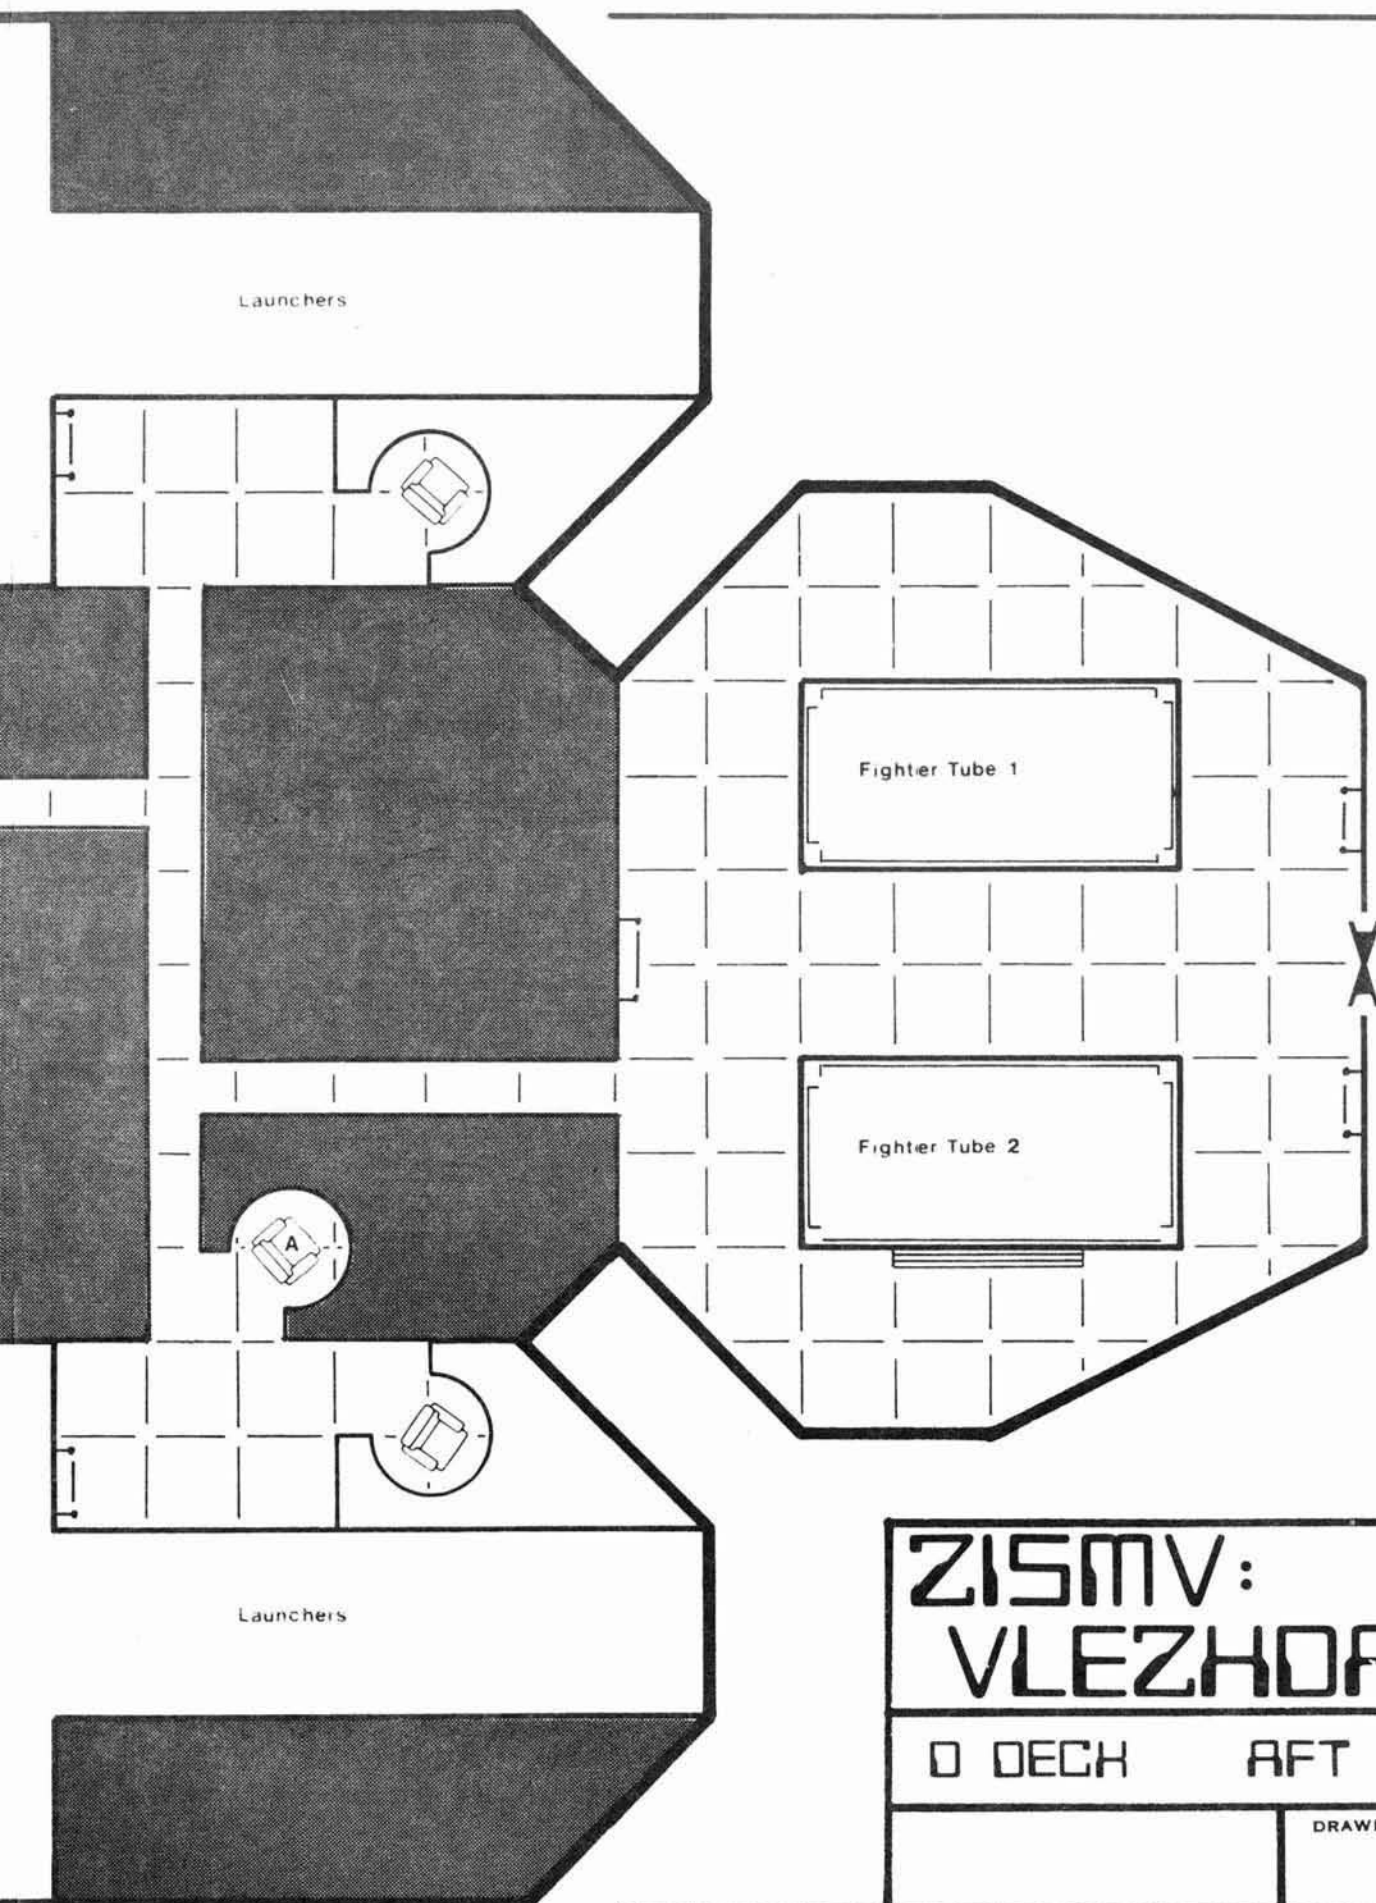 Launchers
Fighter Tube 1
Fighter Tube 2
A
Launchers
ZISMV:
D DECK AFT